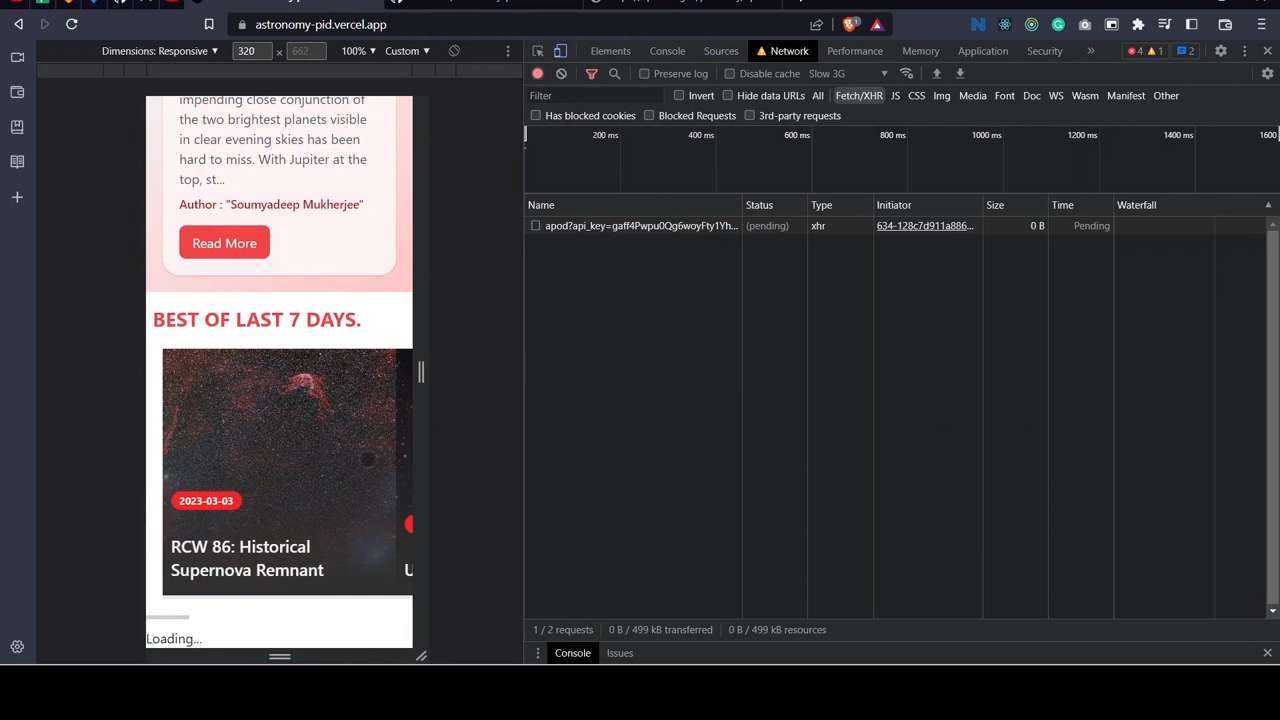 astronomy-pid.vercel.app
Dimensions: Responsive ▼ 320 × 662 100% ▼ Custom ▼
Elements Console Sources Network Performance Memory Application Security » 4 1 2
Preserve log Disable cache Slow 3G ▼
Filter Invert Hide data URLs All Fetch/XHR JS CSS Img Media Font Doc WS Wasm Manifest Other
Has blocked cookies Blocked Requests 3rd-party requests
200 ms 400 ms 600 ms 800 ms 1000 ms 1200 ms 1400 ms 1600
Name Status Type Initiator Size Time Waterfall
apod?api_key=gaff4Pwpu0Qg6woyFty1Yh... (pending) xhr 634-128c7d911a886... 0 B Pending
1 / 2 requests 0 B / 499 kB transferred 0 B / 499 kB resources
Console Issues
impending close conjunction of
the two brightest planets visible
in clear evening skies has been
hard to miss. With Jupiter at the
top, st...
Author : "Soumyadeep Mukherjee"
Read More
BEST OF LAST 7 DAYS.
2023-03-03
RCW 86: Historical
Supernova Remnant
U
Loading...